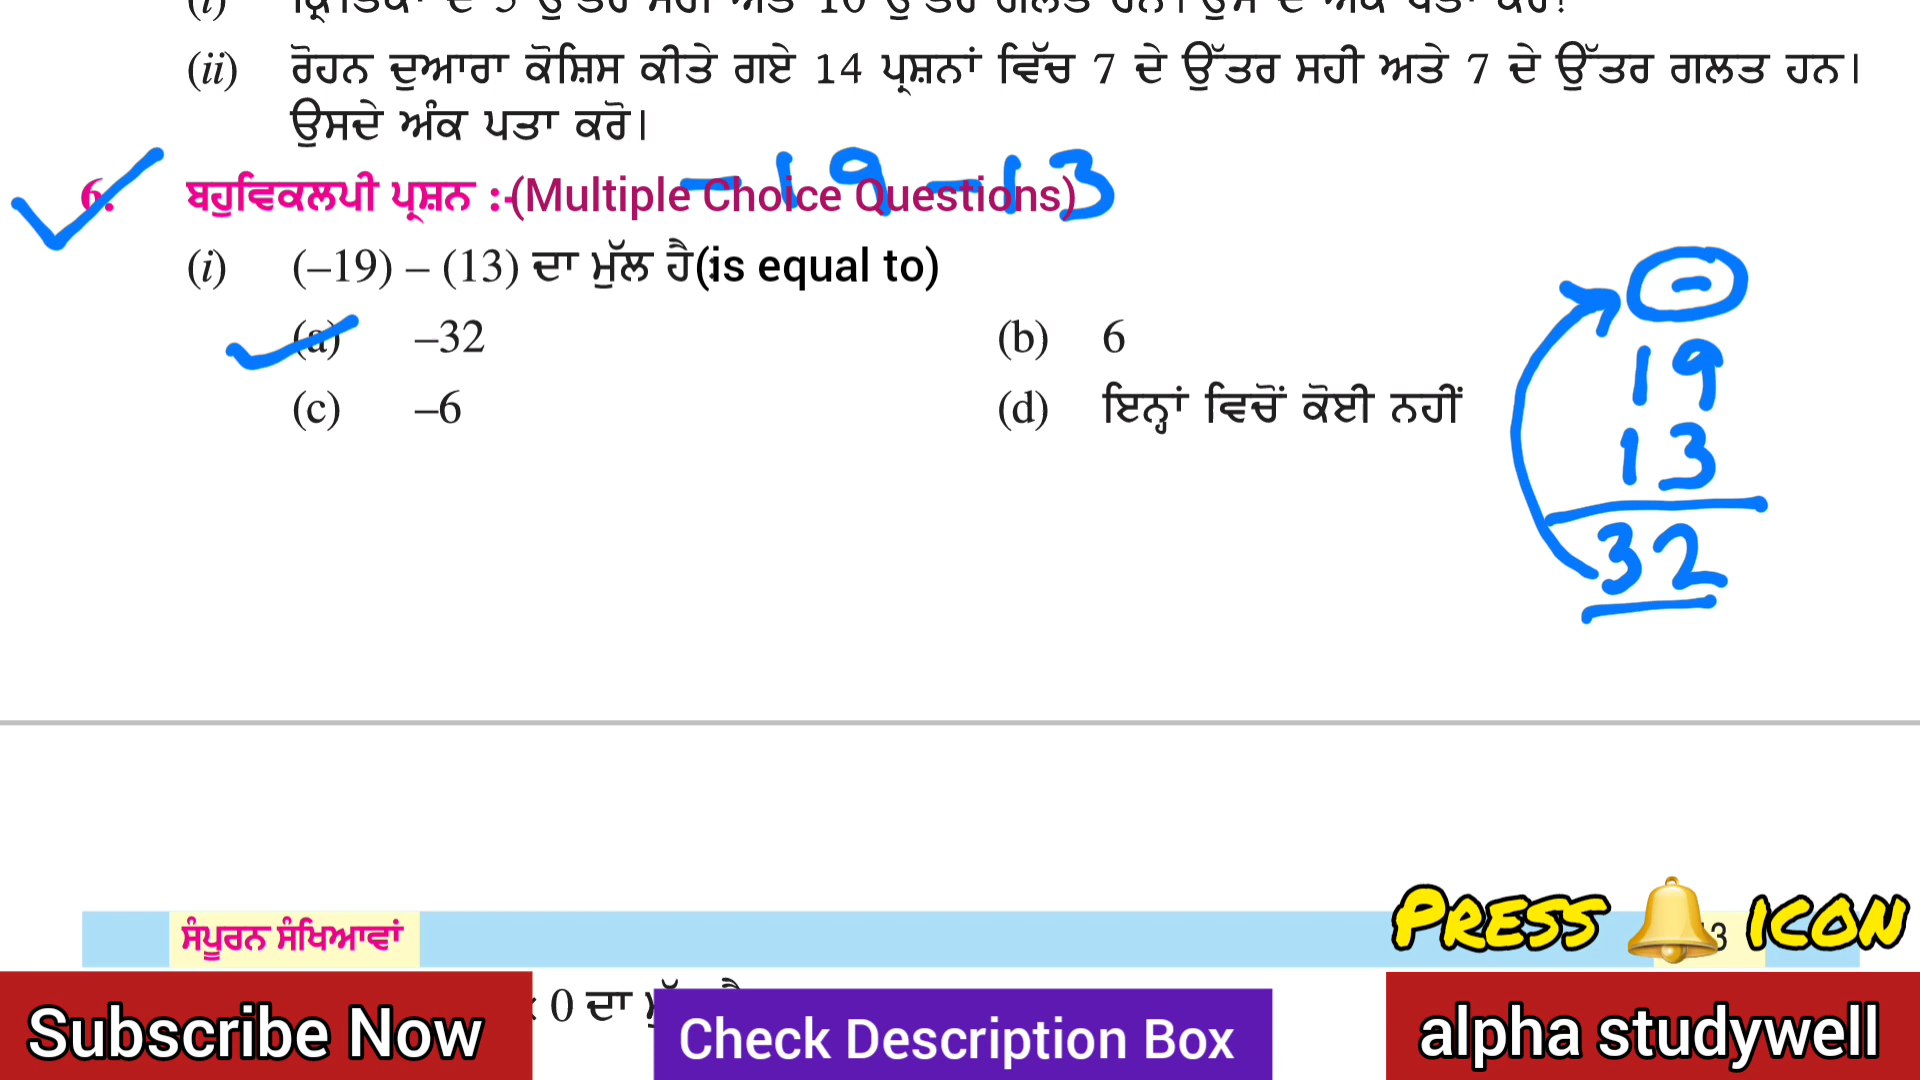 (ii) ਰੋਹਨ ਦੁਆਰਾ ਕੋਸ਼ਿਸ ਕੀਤੇ ਗਏ 14 ਪ੍ਰਸ਼ਨਾਂ ਵਿੱਚ 7 ਦੇ ਉੱਤਰ ਸਹੀ ਅਤੇ 7 ਦੇ ਉੱਤਰ ਗਲਤ ਹਨ।
ਉਸਦੇ ਅੰਕ ਪਤਾ ਕਰੋ।
– 19 – 13
6. ਬਹੁਵਿਕਲਪੀ ਪ੍ਰਸ਼ਨ :-(Multiple Choice Questions)
(i) (–19) – (13) ਦਾ ਮੁੱਲ ਹੈ(is equal to)
(a) –32 (b) 6
(c) –6 (d) ਇਨ੍ਹਾਂ ਵਿਚੋਂ ਕੋਈ ਨਹੀਂ
–
19
13
32
ਸੰਪੂਰਨ ਸੰਖਿਆਵਾਂ
PRESS ICON
0 ਦਾ
Subscribe Now
Check Description Box
alpha studywell